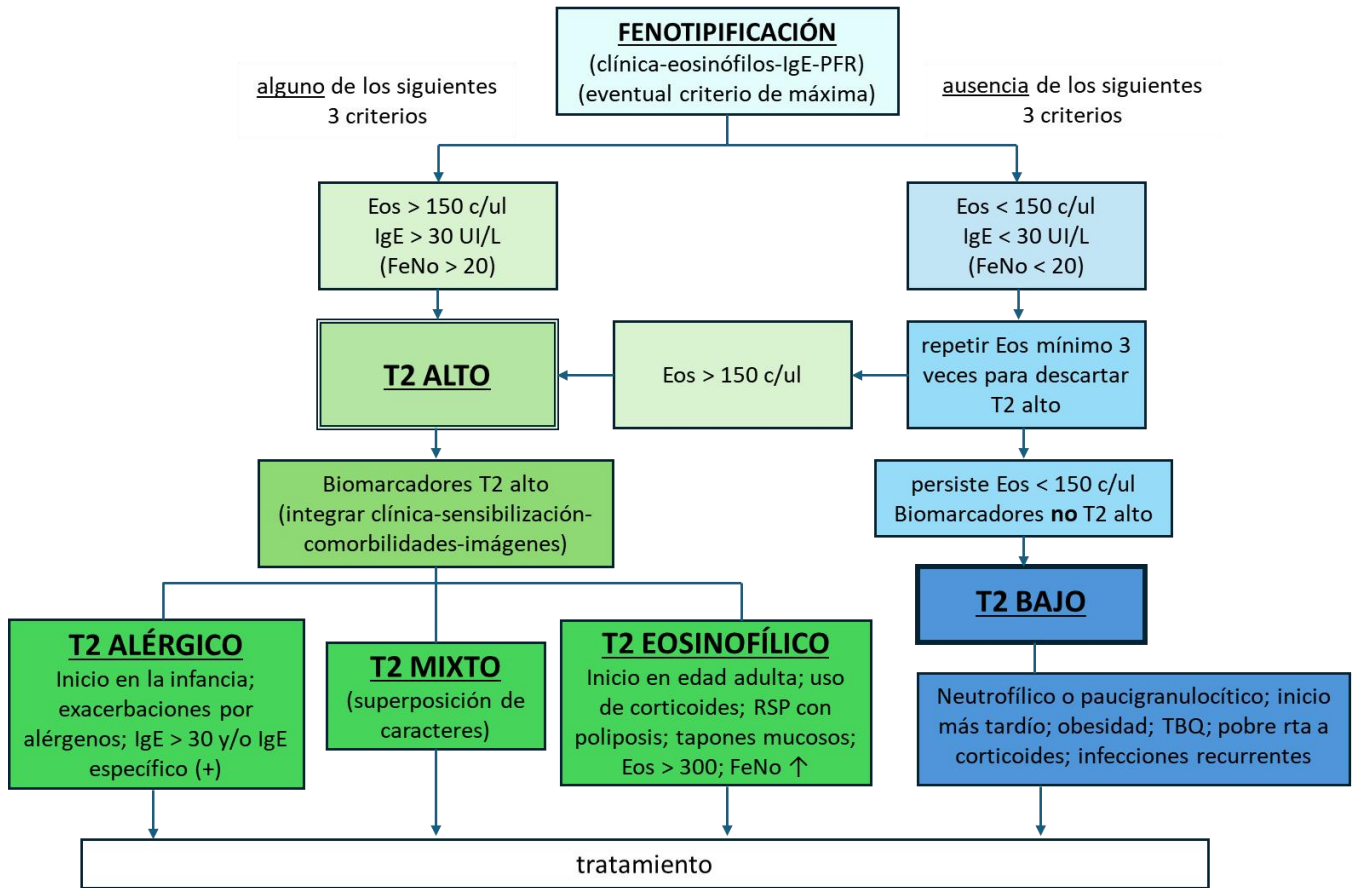 FENOTIPIFICACIÓN
(clínica-eosinófilos-IgE-PFR)
(eventual criterio de máxima)
alguno de los siguientes
3 criterios
ausencia de los siguientes
3 criterios
Eos > 150 c/ul
IgE > 30 UI/L
(FeNo > 20)
Eos < 150 c/ul
IgE < 30 UI/L
(FeNo < 20)
T2 ALTO
Eos > 150 c/ul
repetir Eos mínimo 3
veces para descartar
T2 alto
Biomarcadores T2 alto
(integrar clínica-sensibilización-
comorbilidades-imágenes)
persiste Eos < 150 c/ul
Biomarcadores no T2 alto
T2 BAJO
T2 ALÉRGICO
Inicio en la infancia;
exacerbaciones por
alérgenos; IgE > 30 y/o IgE
específico (+)
T2 MIXTO
(superposición de
caracteres)
T2 EOSINOFÍLICO
Inicio en edad adulta; uso
de corticoides; RSP con
poliposis; tapones mucosos;
Eos > 300; FeNo ↑
Neutrofílico o paucigranulocítico; inicio
más tardío; obesidad; TBQ; pobre rta a
corticoides; infecciones recurrentes
tratamiento